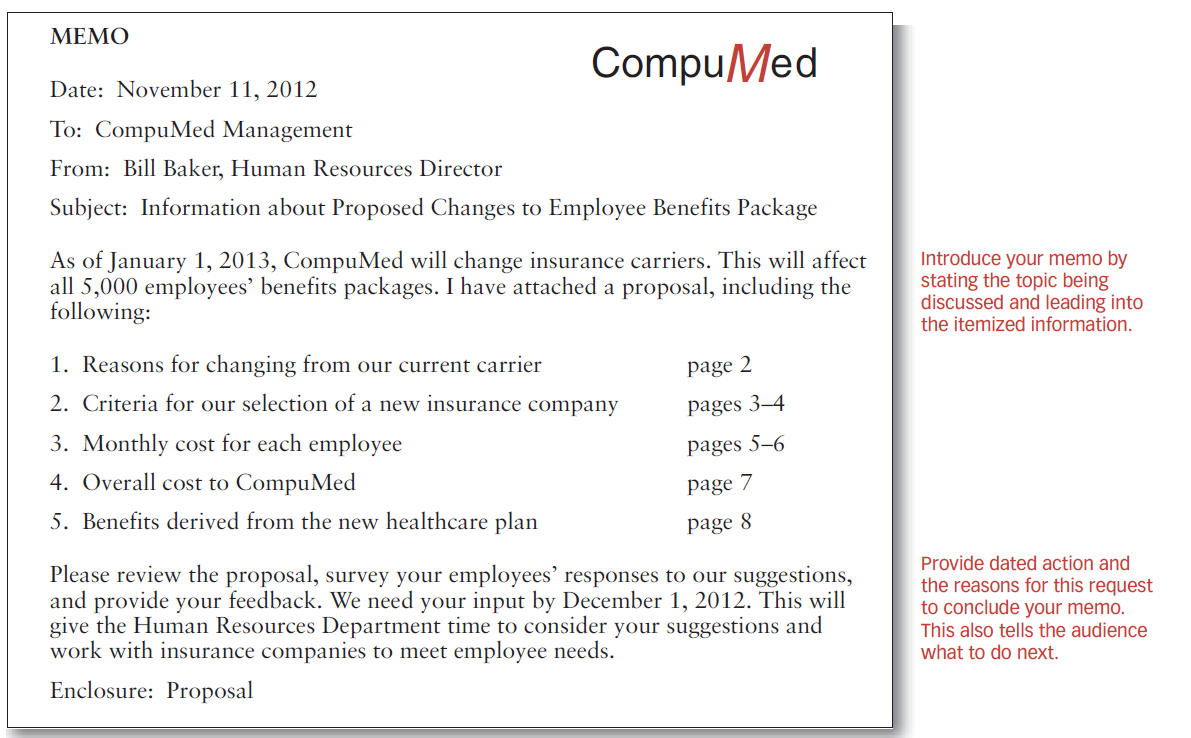 MEMO
CompuMed
Date: November 11, 2012
To: CompuMed Management
From: Bill Baker, Human Resources Director
Subject: Information about Proposed Changes to Employee Benefits Package
As of January 1, 2013, CompuMed will change insurance carriers. This will affect
all 5,000 employees’ benefits packages. I have attached a proposal, including the
following:
1. Reasons for changing from our current carrier page 2
2. Criteria for our selection of a new insurance company pages 3–4
3. Monthly cost for each employee pages 5–6
4. Overall cost to CompuMed page 7
5. Benefits derived from the new healthcare plan page 8
Please review the proposal, survey your employees’ responses to our suggestions,
and provide your feedback. We need your input by December 1, 2012. This will
give the Human Resources Department time to consider your suggestions and
work with insurance companies to meet employee needs.
Enclosure: Proposal
Introduce your memo by
stating the topic being
discussed and leading into
the itemized information.
Provide dated action and
the reasons for this request
to conclude your memo.
This also tells the audience
what to do next.